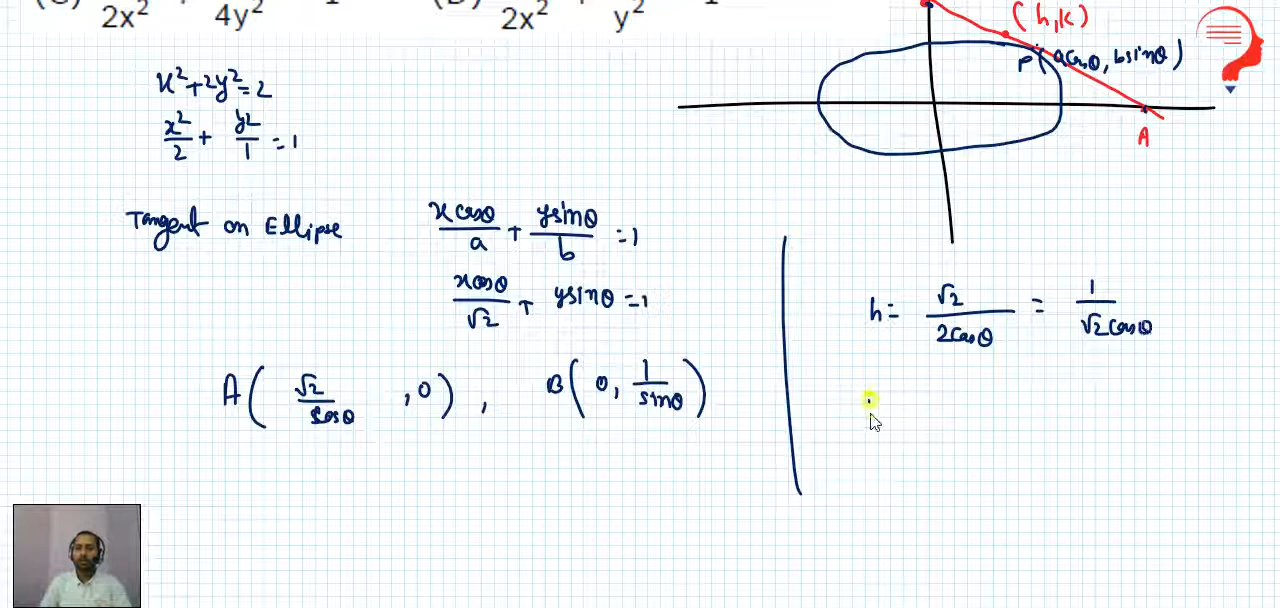 2x² 4y² 2x² y²
(h,k)
P(acosθ, bsinθ)
x²+2y²=2
x²/2 + y²/1 =1
A
Tangent on Ellipse xcosθ/a + ysinθ/b =1
xcosθ/√2 + ysinθ =1
h= √2/2cosθ = 1/√2cosθ
A( √2/cosθ ,0) , B( 0, 1/sinθ )